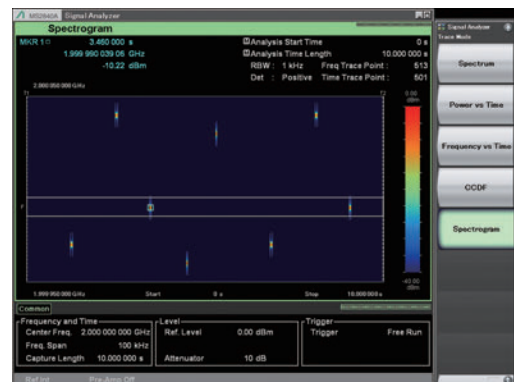 MS2840A Signal Analyzer
Spectrogram
MKR 1 3.460 000 s
1.999 990 039 06 GHz
-10.22 dBm
Analysis Start Time 0 s
Analysis Time Length 10.000 000 s
RBW : 1 kHz Freq Trace Point : 513
Det : Positive Time Trace Point : 501
2.000 050 000 GHz
T1
T2
0.00
dBm
F
-40.00
dBm
1.999 950 000 GHz
Start 0 s
Stop 10.000 000 s
Common
Frequency and Time
Center Freq. 2.000 000 000 GHz
Freq. Span 100 kHz
Capture Length 10.000 000 s
Level
Ref. Level 0.00 dBm
Attenuator 10 dB
Trigger
Trigger Free Run
Ref.Int Pre-Amp Off
Signal Analyzer
Trace Mode
Spectrum
Power vs Time
Frequency vs Time
CCDF
Spectrogram